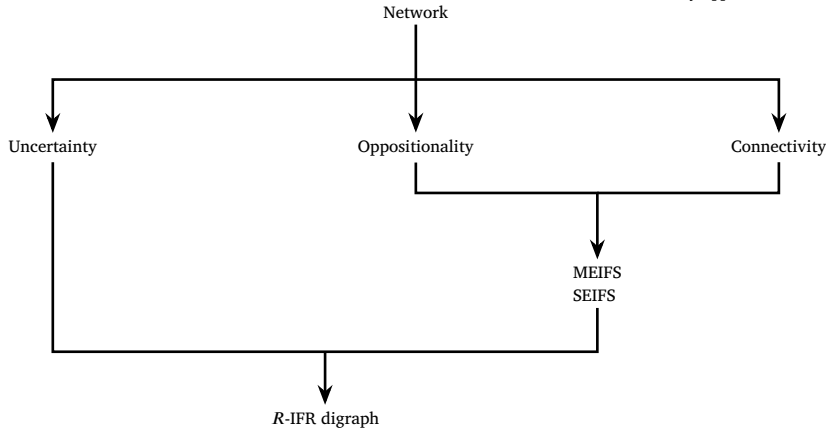 Network
Uncertainty
Oppositionality
Connectivity
MEIFS
SEIFS
R-IFR digraph